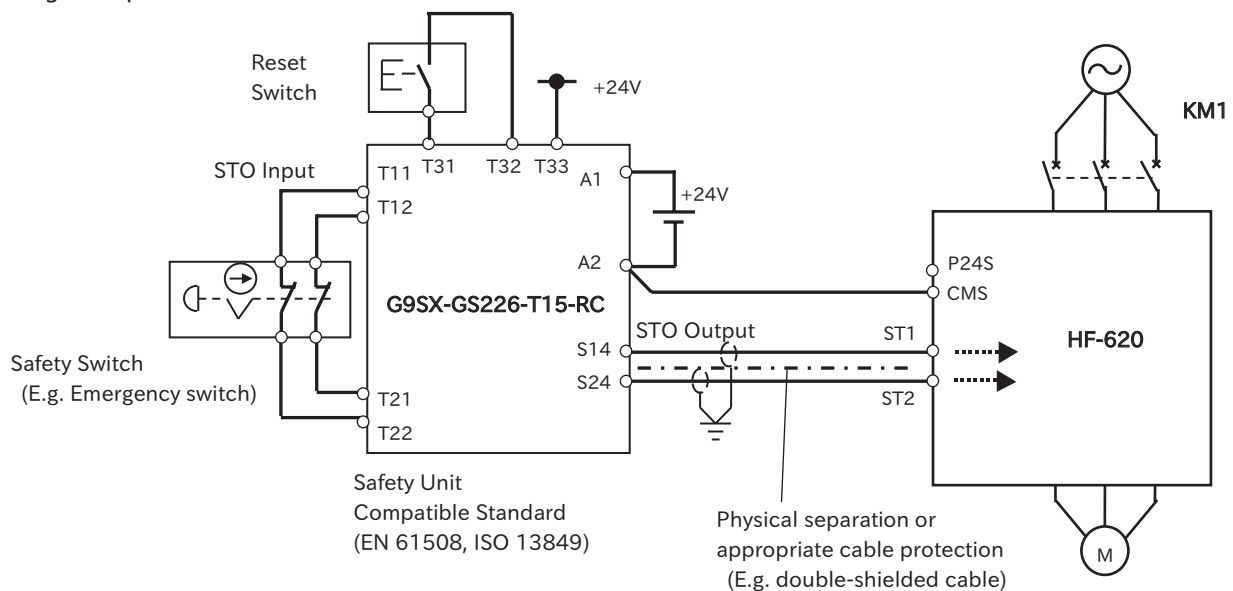 Reset
Switch
+24V
KM1
STO Input
T11
T31
T32
T33
A1
T12
+24V
A2
P24S
CMS
G9SX-GS226-T15-RC
STO Output
ST1
HF-620
S14
Safety Switch
(E.g. Emergency switch)
S24
ST2
T21
T22
Safety Unit
Compatible Standard
(EN 61508, ISO 13849)
Physical separation or
appropriate cable protection
(E.g. double-shielded cable)
M